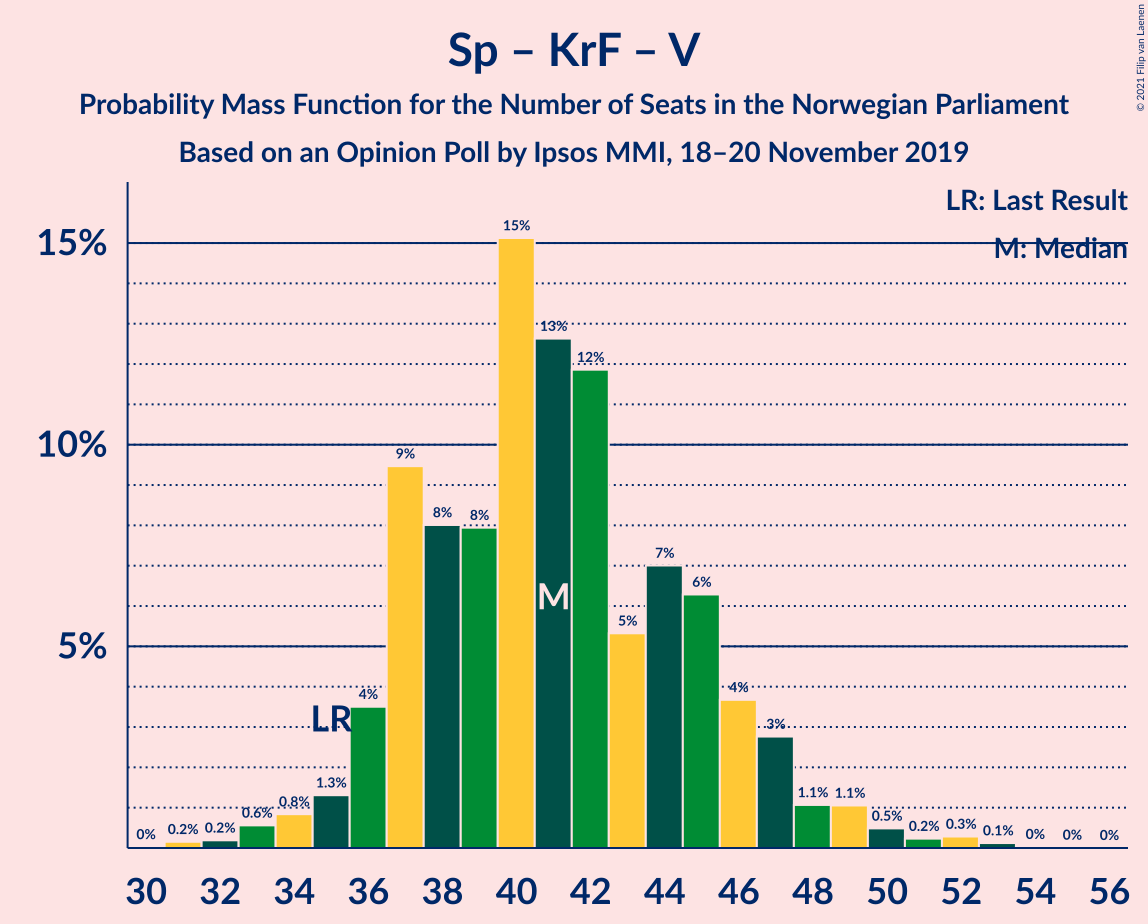 Sp – KrF – V
Probability Mass Function for the Number of Seats in the Norwegian Parliament
Based on an Opinion Poll by Ipsos MMI, 18–20 November 2019
© 2021 Filip van Laenen
LR: Last Result
M: Median
15%
10%
5%
0% 0.2% 0.2% 0.6% 0.8% 1.3% 4% 9% 8% 8% 15% 13% 12% 5% 7% 6% 4% 3% 1.1% 1.1% 0.5% 0.2% 0.3% 0.1% 0% 0% 0%
LR
M
30 32 34 36 38 40 42 44 46 48 50 52 54 56